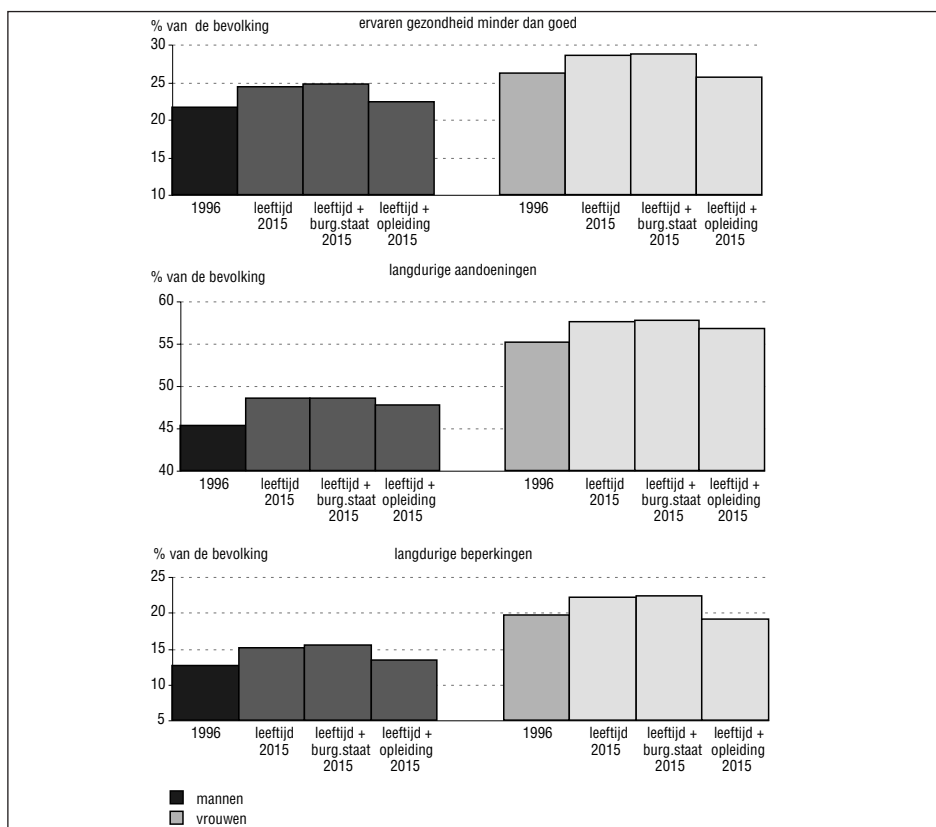 ervaren gezondheid minder dan goed
% van de bevolking
30
25
20
15
10
1996
leeftijd
2015
leeftijd +
burg.staat
2015
leeftijd +
opleiding
2015
1996
leeftijd
2015
leeftijd +
burg.staat
2015
leeftijd +
opleiding
2015
langdurige aandoeningen
% van de bevolking
60
55
50
45
40
1996
leeftijd
2015
leeftijd +
burg.staat
2015
leeftijd +
opleiding
2015
1996
leeftijd
2015
leeftijd +
burg.staat
2015
leeftijd +
opleiding
2015
% van de bevolking
langdurige beperkingen
25
20
15
10
5
1996
leeftijd
2015
leeftijd +
burg.staat
2015
leeftijd +
opleiding
2015
1996
leeftijd
2015
leeftijd +
burg.staat
2015
leeftijd +
opleiding
2015
mannen
vrouwen